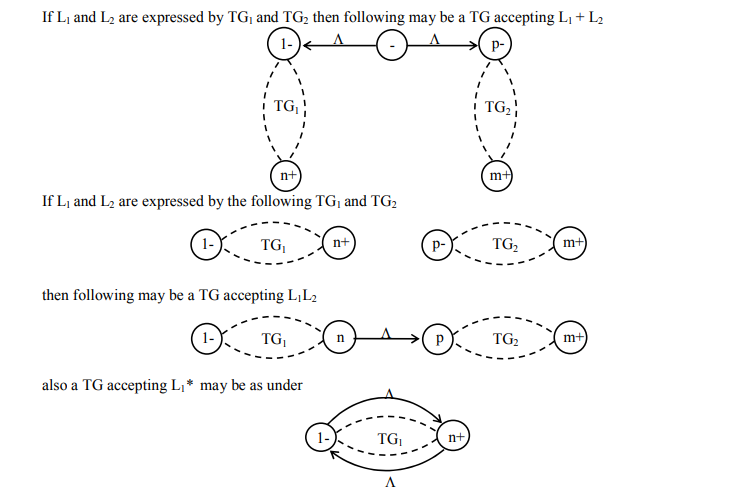 If L₁ and L₂ are expressed by TG₁ and TG₂ then following may be a TG accepting L₁ + L₂
1- Λ - Λ p-
TG₁ TG₂
n+ m+
If L₁ and L₂ are expressed by the following TG₁ and TG₂
1- TG₁ n+ p- TG₂ m+
then following may be a TG accepting L₁L₂
1- TG₁ n Λ p TG₂ m+
also a TG accepting L₁* may be as under
Λ
1- TG₁ n+
Λ